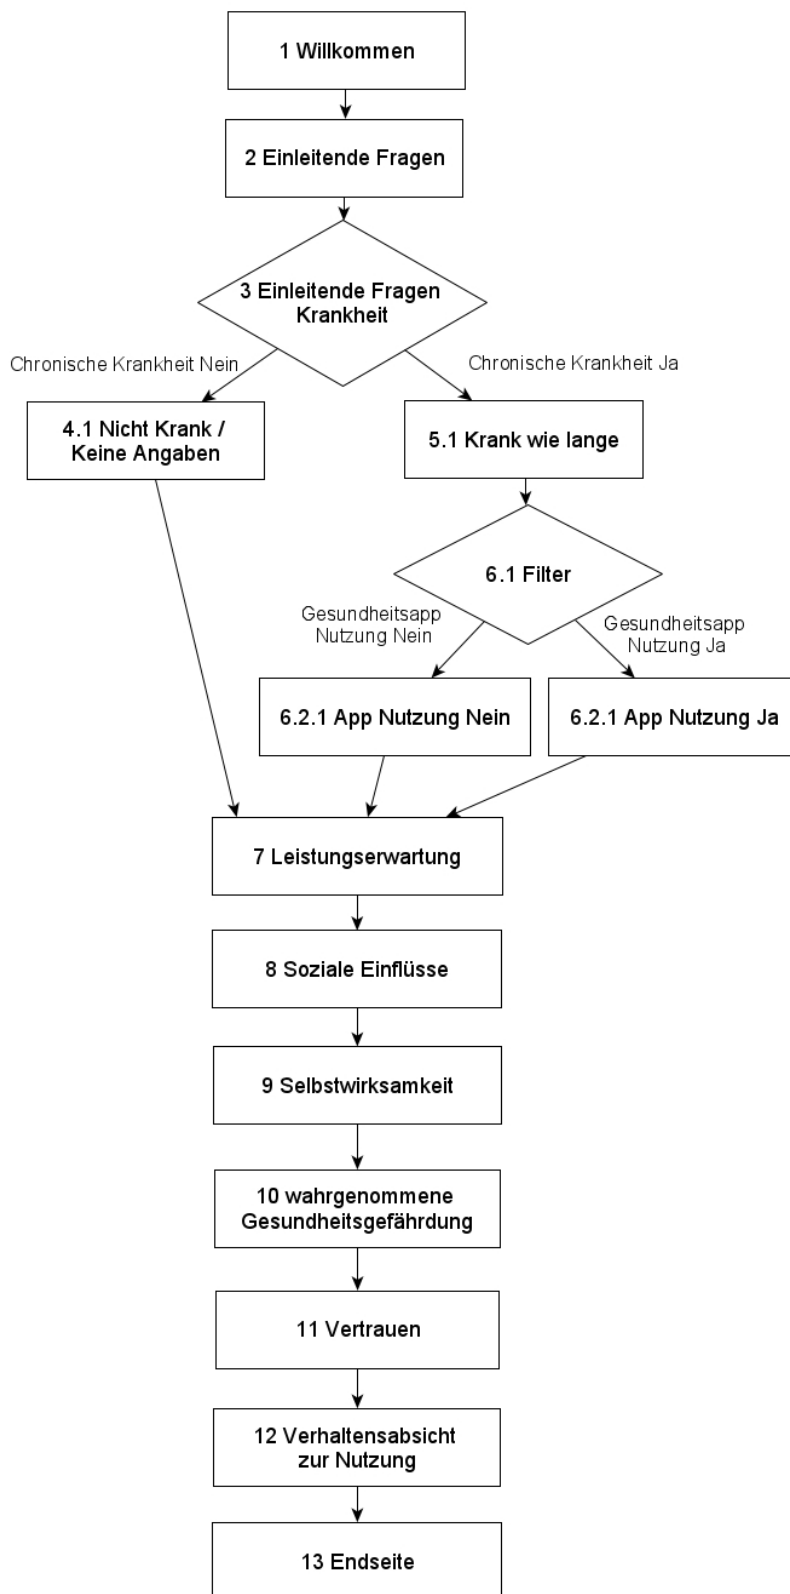 1 Willkommen
2 Einleitende Fragen
3 Einleitende Fragen
Krankheit
Chronische Krankheit Nein
Chronische Krankheit Ja
4.1 Nicht Krank /
Keine Angaben
5.1 Krank wie lange
6.1 Filter
Gesundheitsapp
Nutzung Nein
Gesundheitsapp
Nutzung Ja
6.2.1 App Nutzung Nein
6.2.1 App Nutzung Ja
7 Leistungserwartung
8 Soziale Einflüsse
9 Selbstwirksamkeit
10 wahrgenommene
Gesundheitsgefährdung
11 Vertrauen
12 Verhaltensabsicht
zur Nutzung
13 Endseite